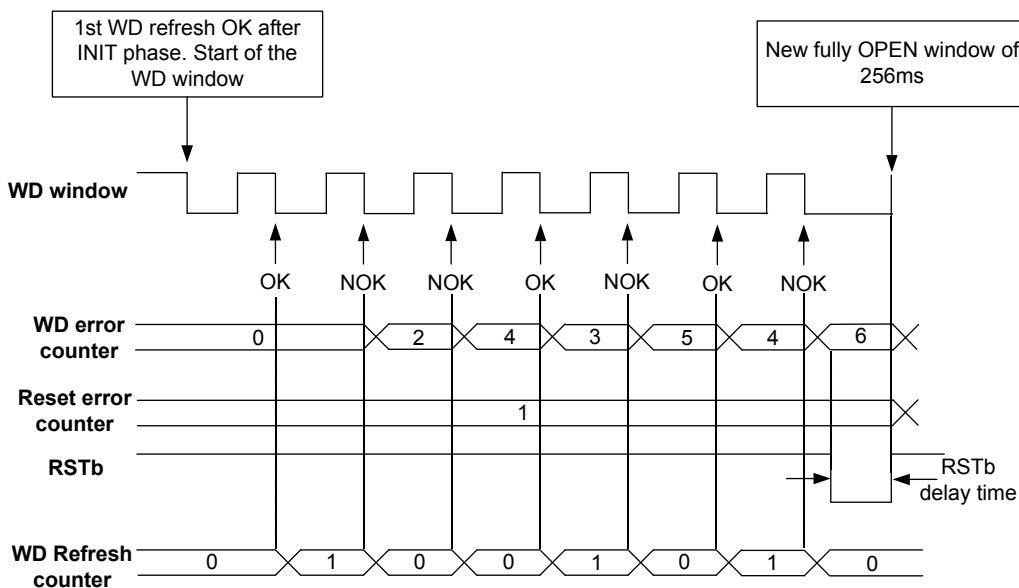 1st WD refresh OK after
INIT phase. Start of the
WD window
New fully OPEN window of
256ms
WD window
OK
NOK
NOK
OK
NOK
OK
NOK
WD error
counter
0
2
4
3
5
4
6
Reset error
counter
1
RSTb
RSTb
delay time
WD Refresh
counter
0
1
0
0
1
0
1
0